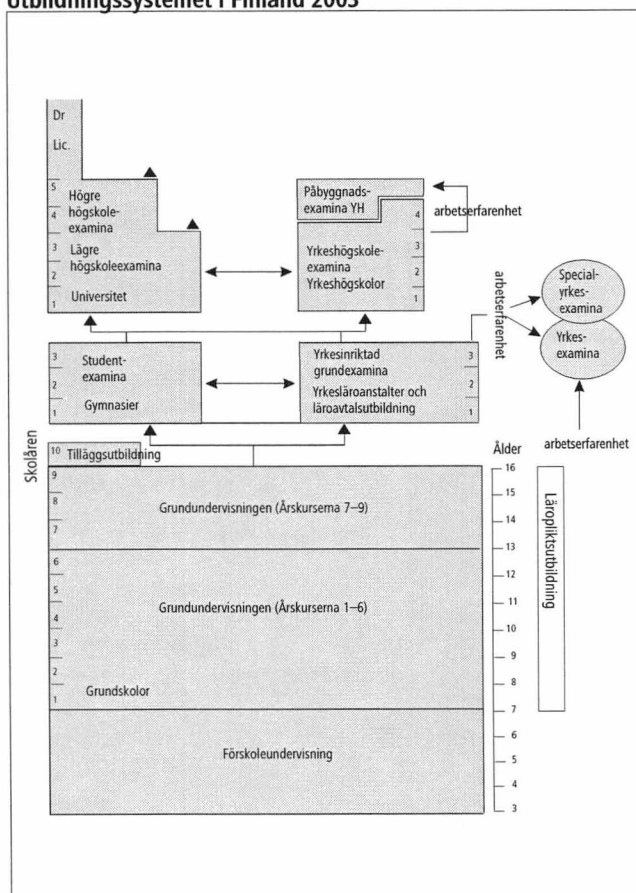 Utbildningssystemet i Finland 2003
Dr
Lic.
5
4
3
2
1
Högre
högskole-
examina
Lägre
högskoleexamina
Universitet
Påbyggnads-
examina YH
4
3
2
1
Yrkeshögskole-
examina
Yrkeshögskolor
arbetserfarenhet
arbetserfarenhet
Special-
yrkes-
examina
Yrkes-
examina
arbetserfarenhet
3
2
1
Student-
examina
Gymnasier
Yrkesinriktad
grundexamina
Yrkesläroanstalter och
läroavtalsutbildning
3
2
1
Skolåren
10 Tilläggsutbildning
9
8
7
Grundundervisningen (Årskurserna 7–9)
6
5
4
3
2
1
Grundundervisningen (Årskurserna 1–6)
Grundskolor
Förskoleundervisning
Ålder
16
15
14
13
12
11
10
9
8
7
6
5
4
3
Läropliktsutbildning